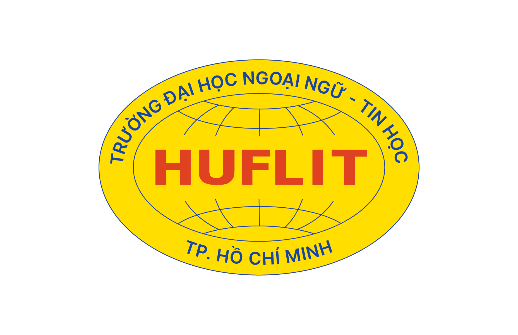 TRƯỜNG ĐẠI HỌC NGOẠI NGỮ - TIN HỌC
HUFLIT
TP. HỒ CHÍ MINH